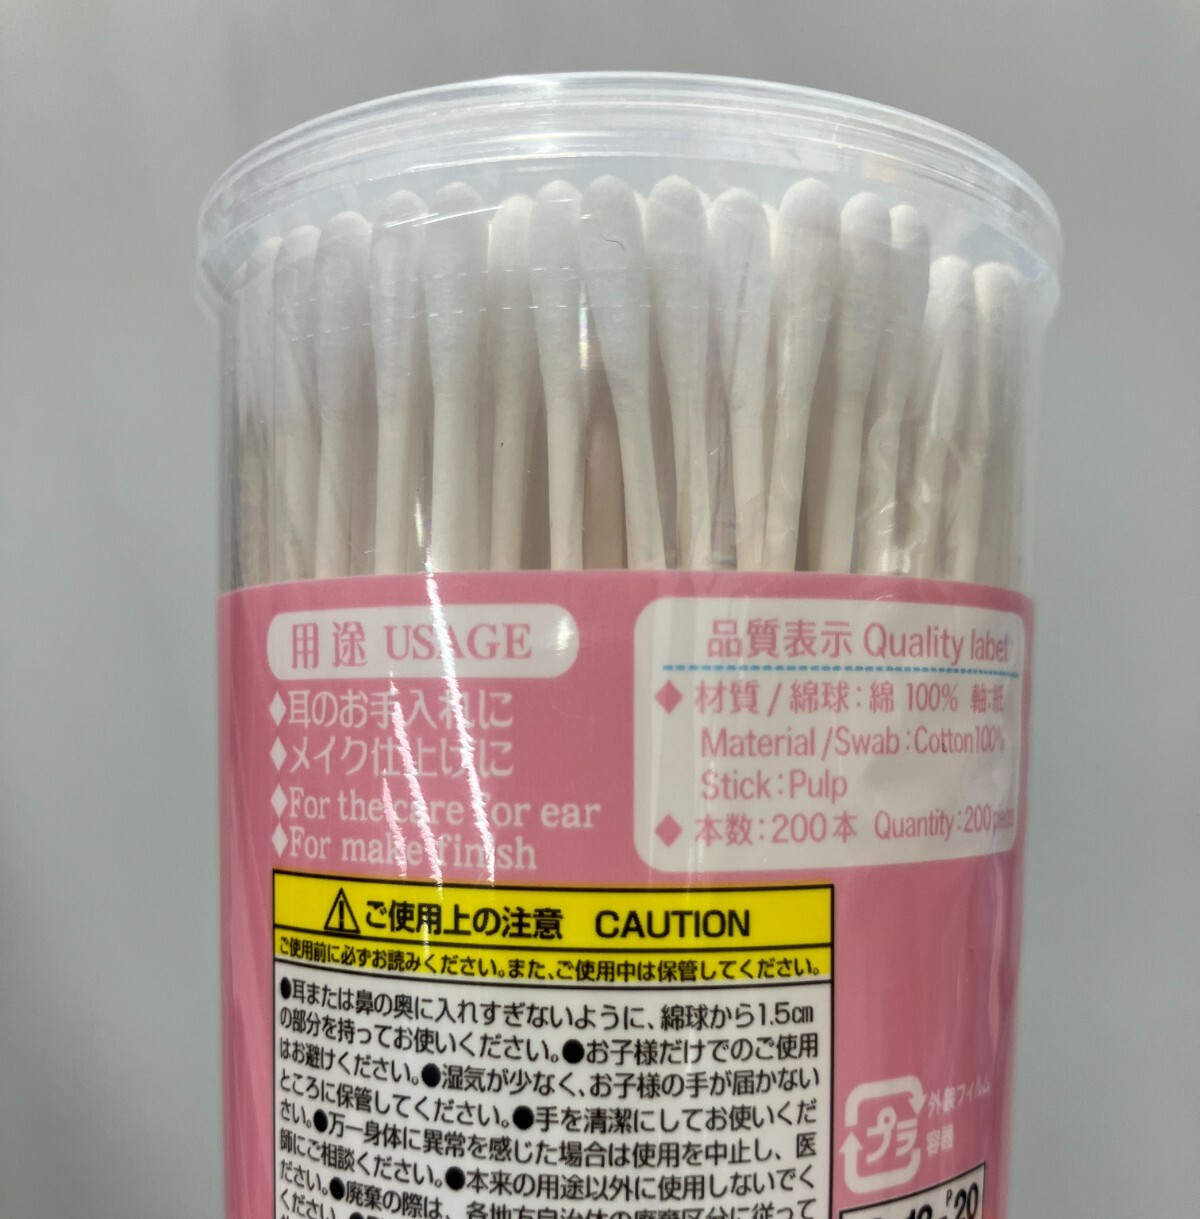 用途 USAGE
◆耳のお手入れに
◆メイク仕上げに
◆For the care for ear
◆For make finish
品質表示 Quality label
◆ 材質/綿球:綿 100% 軸:紙
Material/Swab:Cotton100%
Stick:Pulp
◆ 本数:200本 Quantity:200 pieces
⚠ご使用上の注意 CAUTION
ご使用前に必ずお読みください。また、ご使用中は保管してください。
●耳または鼻の奥に入れすぎないように、綿球から1.5cm
の部分を持ってお使いください。●お子様だけでのご使用
はお避けください。●湿気が少なく、お子様の手が届かない
ところに保管してください。●手を清潔にしてお使いくだ
さい。●万一身体に異常を感じた場合は使用を中止し、医
師にご相談ください。●本来の用途以外に使用しないでく
ださい。●廃棄の際は、各地方自治体の廃棄区分に従って
ください
プラ
外装フィルム
容器
P
20